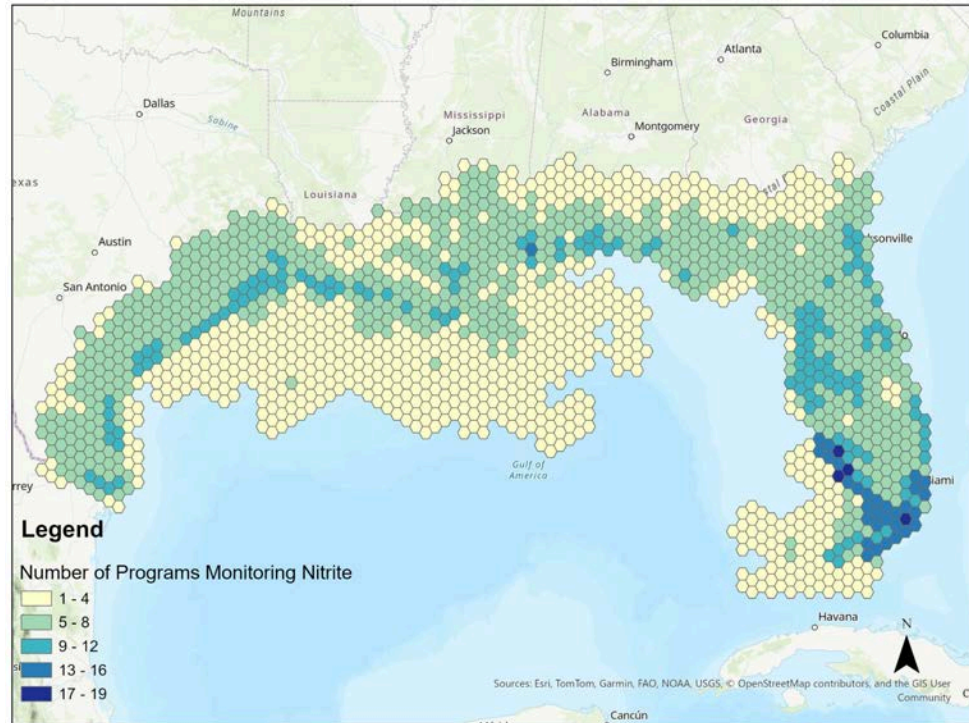 Mountains
Columbia
Atlanta
Birmingham
Coastal Plain
Dallas
Sabine
Mississippi
Alabama
Georgia
Jackson
Montgomery
exas
Louisiana
Austin
ksonville
San Antonio
Gulf of
America
rrey
iami
Legend
Number of Programs Monitoring Nitrite
1 - 4
5 - 8
9 - 12
13 - 16
17 - 19
Havana
N
Sources: Esri, TomTom, Garmin, FAO, NOAA, USGS, © OpenStreetMap contributors, and the GIS User
Community
Cancún